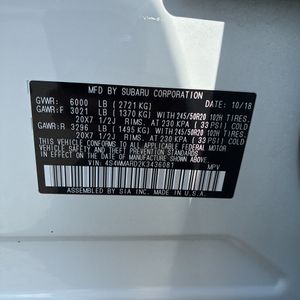 MFD. BY SUBARU CORPORATION
GVWR: 6000 LB (2721 KG) DATE: 10/18
GAWR:F 3021 LB (1370 KG) WITH 245/50R20 102H TIRES,
20X7 1/2J RIMS, AT 230 KPA ( 33 PSI) COLD
GAWR:R 3296 LB (1495 KG) WITH 245/50R20 102H TIRES,
20X7 1/2J RIMS, AT 230 KPA ( 33 PSI) COLD
THIS VEHICLE CONFORMS TO ALL APPLICABLE FEDERAL MOTOR
VEHICLE SAFETY STANDARDS IN EFFECT ON THE DATE OF
MANUFACTURE SHOWN ABOVE.
VIN: 4S4WMARD2K3436081 MPV
ASSEMBLED BY SIA INC. MADE IN U.S.A.